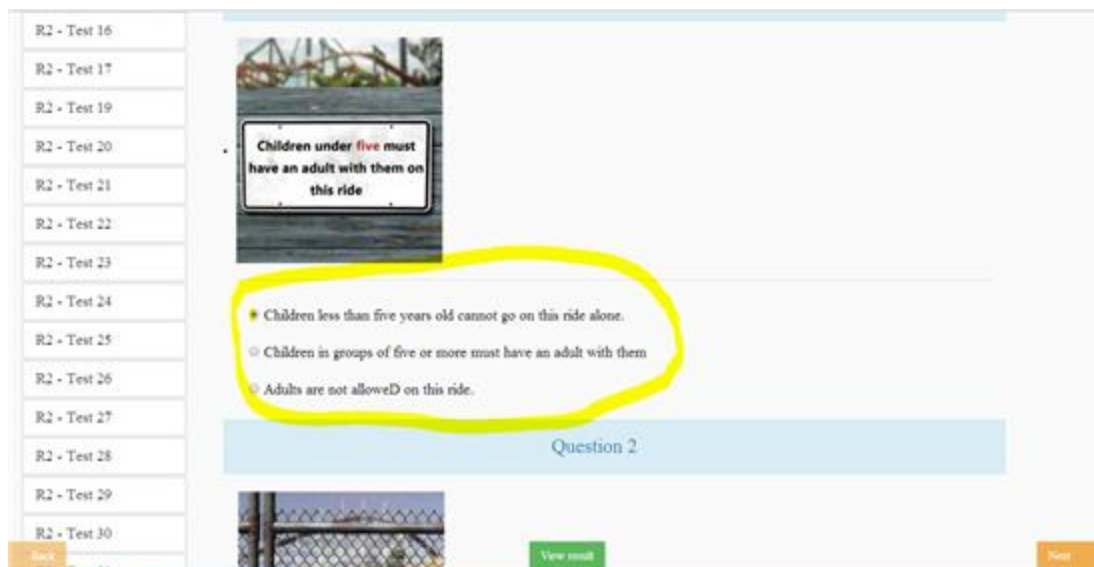 R2 - Test 16
R2 - Test 17
R2 - Test 19
R2 - Test 20
R2 - Test 21
R2 - Test 22
R2 - Test 23
R2 - Test 24
R2 - Test 25
R2 - Test 26
R2 - Test 27
R2 - Test 28
R2 - Test 29
R2 - Test 30
Children under five must
have an adult with them on
this ride
Children less than five years old cannot go on this ride alone.
Children in groups of five or more must have an adult with them
Adults are not alloweD on this ride.
Question 2
Back
View result
Next